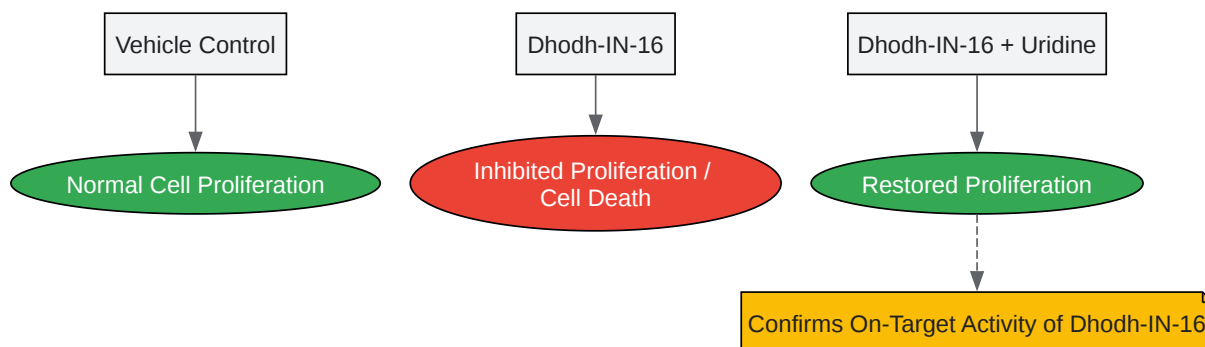 Vehicle Control
Dhodh-IN-16
Dhodh-IN-16 + Uridine
Normal Cell Proliferation
Inhibited Proliferation /
Cell Death
Restored Proliferation
Confirms On-Target Activity of Dhodh-IN-16